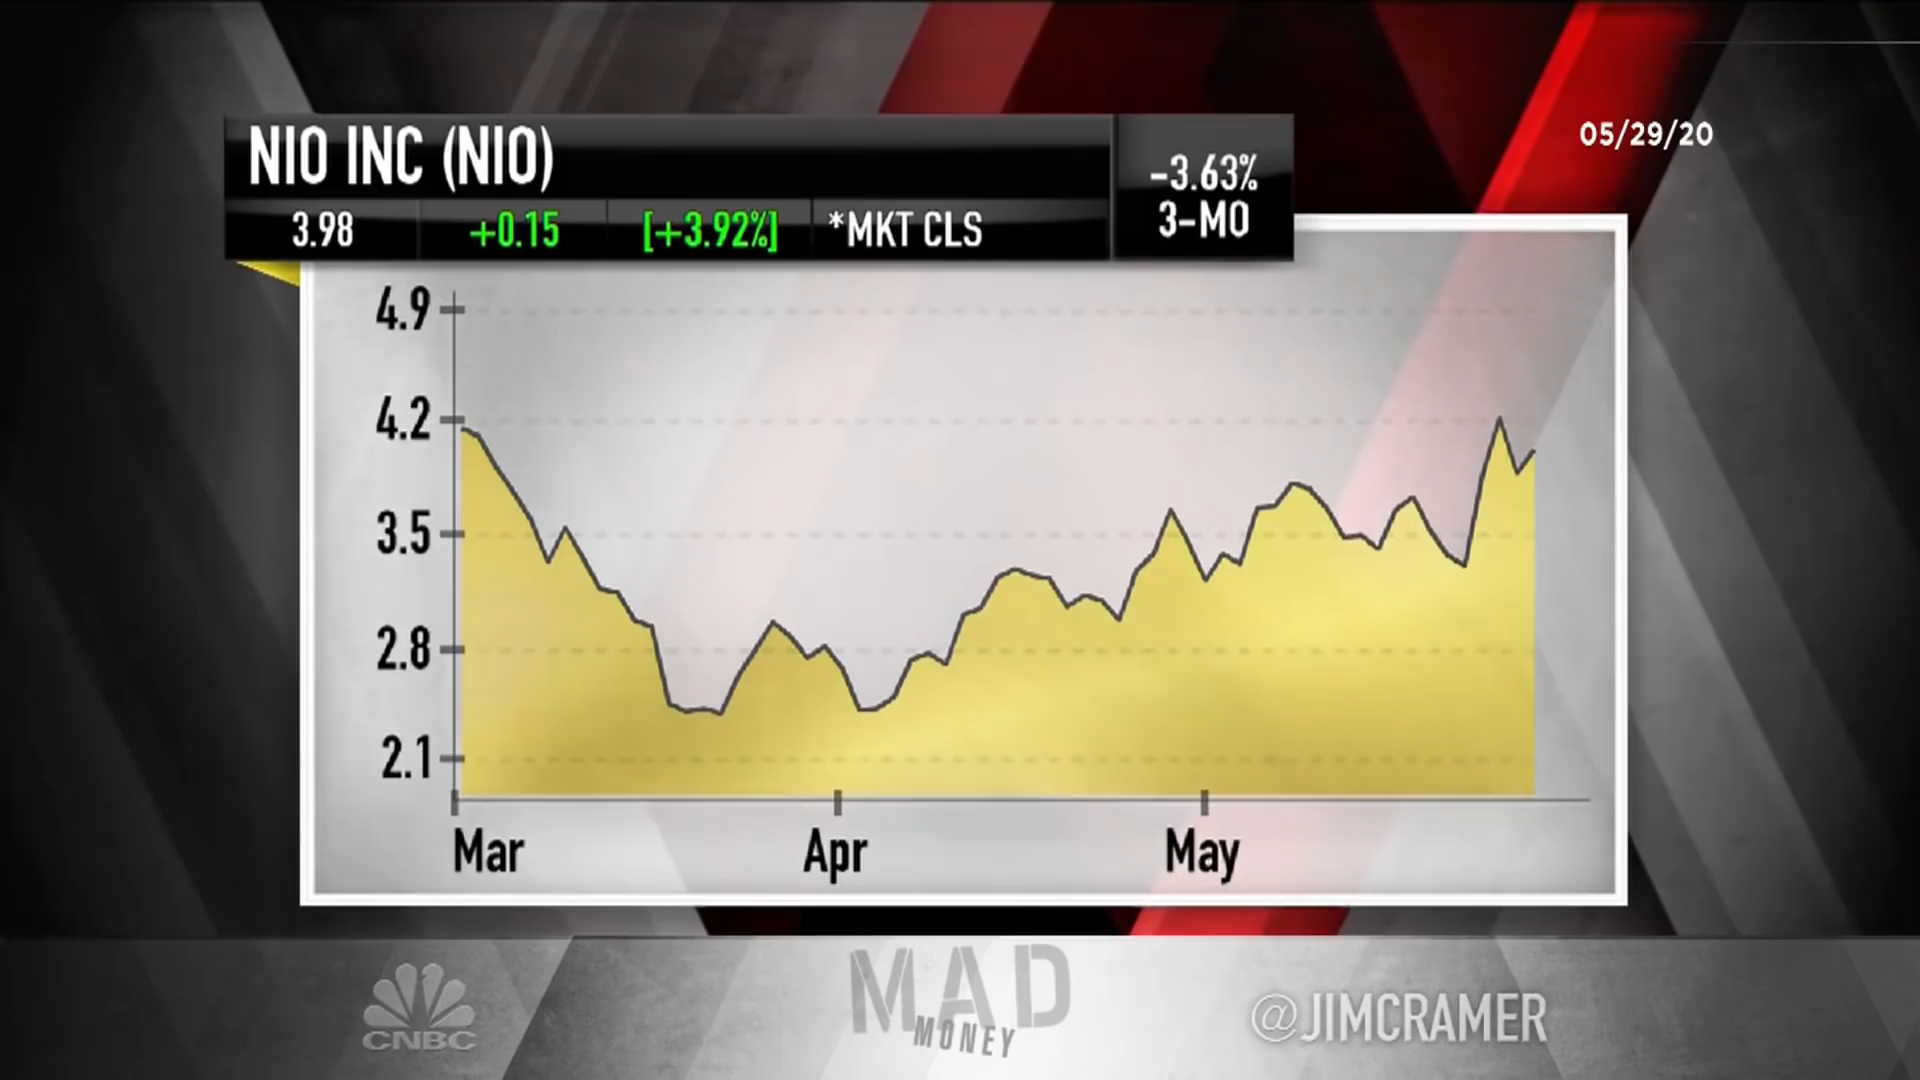 05/29/20
NIO INC (NIO)
3.98 +0.15 [+3.92%] *MKT CLS
-3.63%
3-MO
4.9
4.2
3.5
2.8
2.1
Mar Apr May
CNBC
MAD
MONEY
@JIMCRAMER